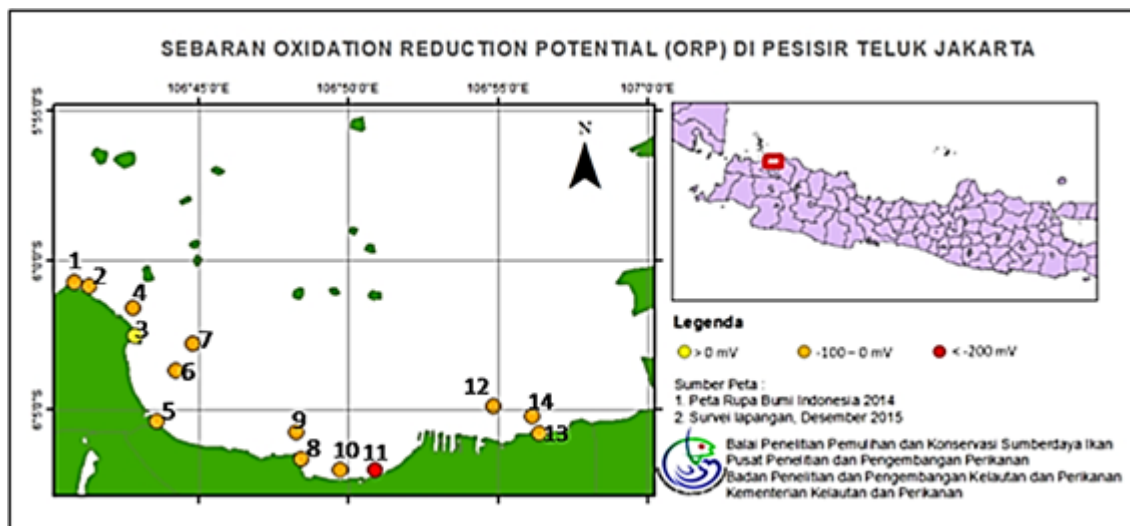 SEBARAN OXIDATION REDUCTION POTENTIAL (ORP) DI PESISIR TELUK JAKARTA
106°45'0"E 106°50'0"E 106°55'0"E 107°0'0"E
5°55'0"S
N
6°0'0"S
1
2
4
3
7
6
5
6°5'0"S
12
14
9
13
8
10
11
Legenda
> 0 mV -100 – 0 mV < -200 mV
Sumber Peta :
1. Peta Rupa Bumi Indonesia 2014
2. Survei lapangan, Desember 2015
Balai Penelitian Pemulihan dan Konservasi Sumberdaya Ikan
Pusat Penelitian dan Pengembangan Perikanan
Badan Penelitian dan Pengembangan Kelautan dan Perikanan
Kementerian Kelautan dan Perikanan